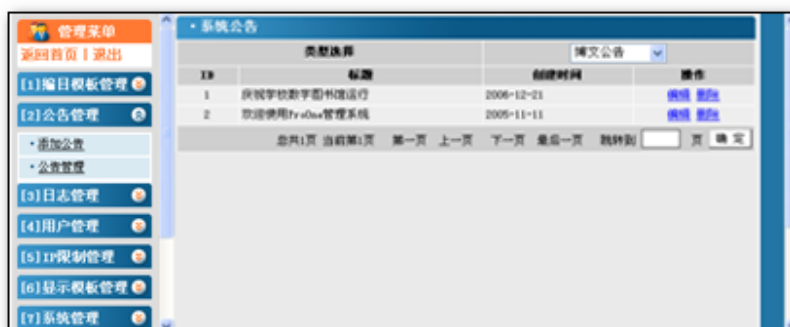 管理菜单
返回首页 | 退出
[1]编目模板管理
[2]公告管理
·添加公告
·公告管理
[3]日志管理
[4]用户管理
[5]IP限制管理
[6]显示模板管理
[7]系统管理
·系统公告
类型选择 博文公告
ID 标题 创建时间 操作
1 庆祝学校数字图书馆运行 2006-12-21 编辑 删除
2 欢迎使用FreOne管理系统 2005-11-11 编辑 删除
总共1页 当前第1页 第一页 上一页 下一页 最后一页 跳转到 页 确定